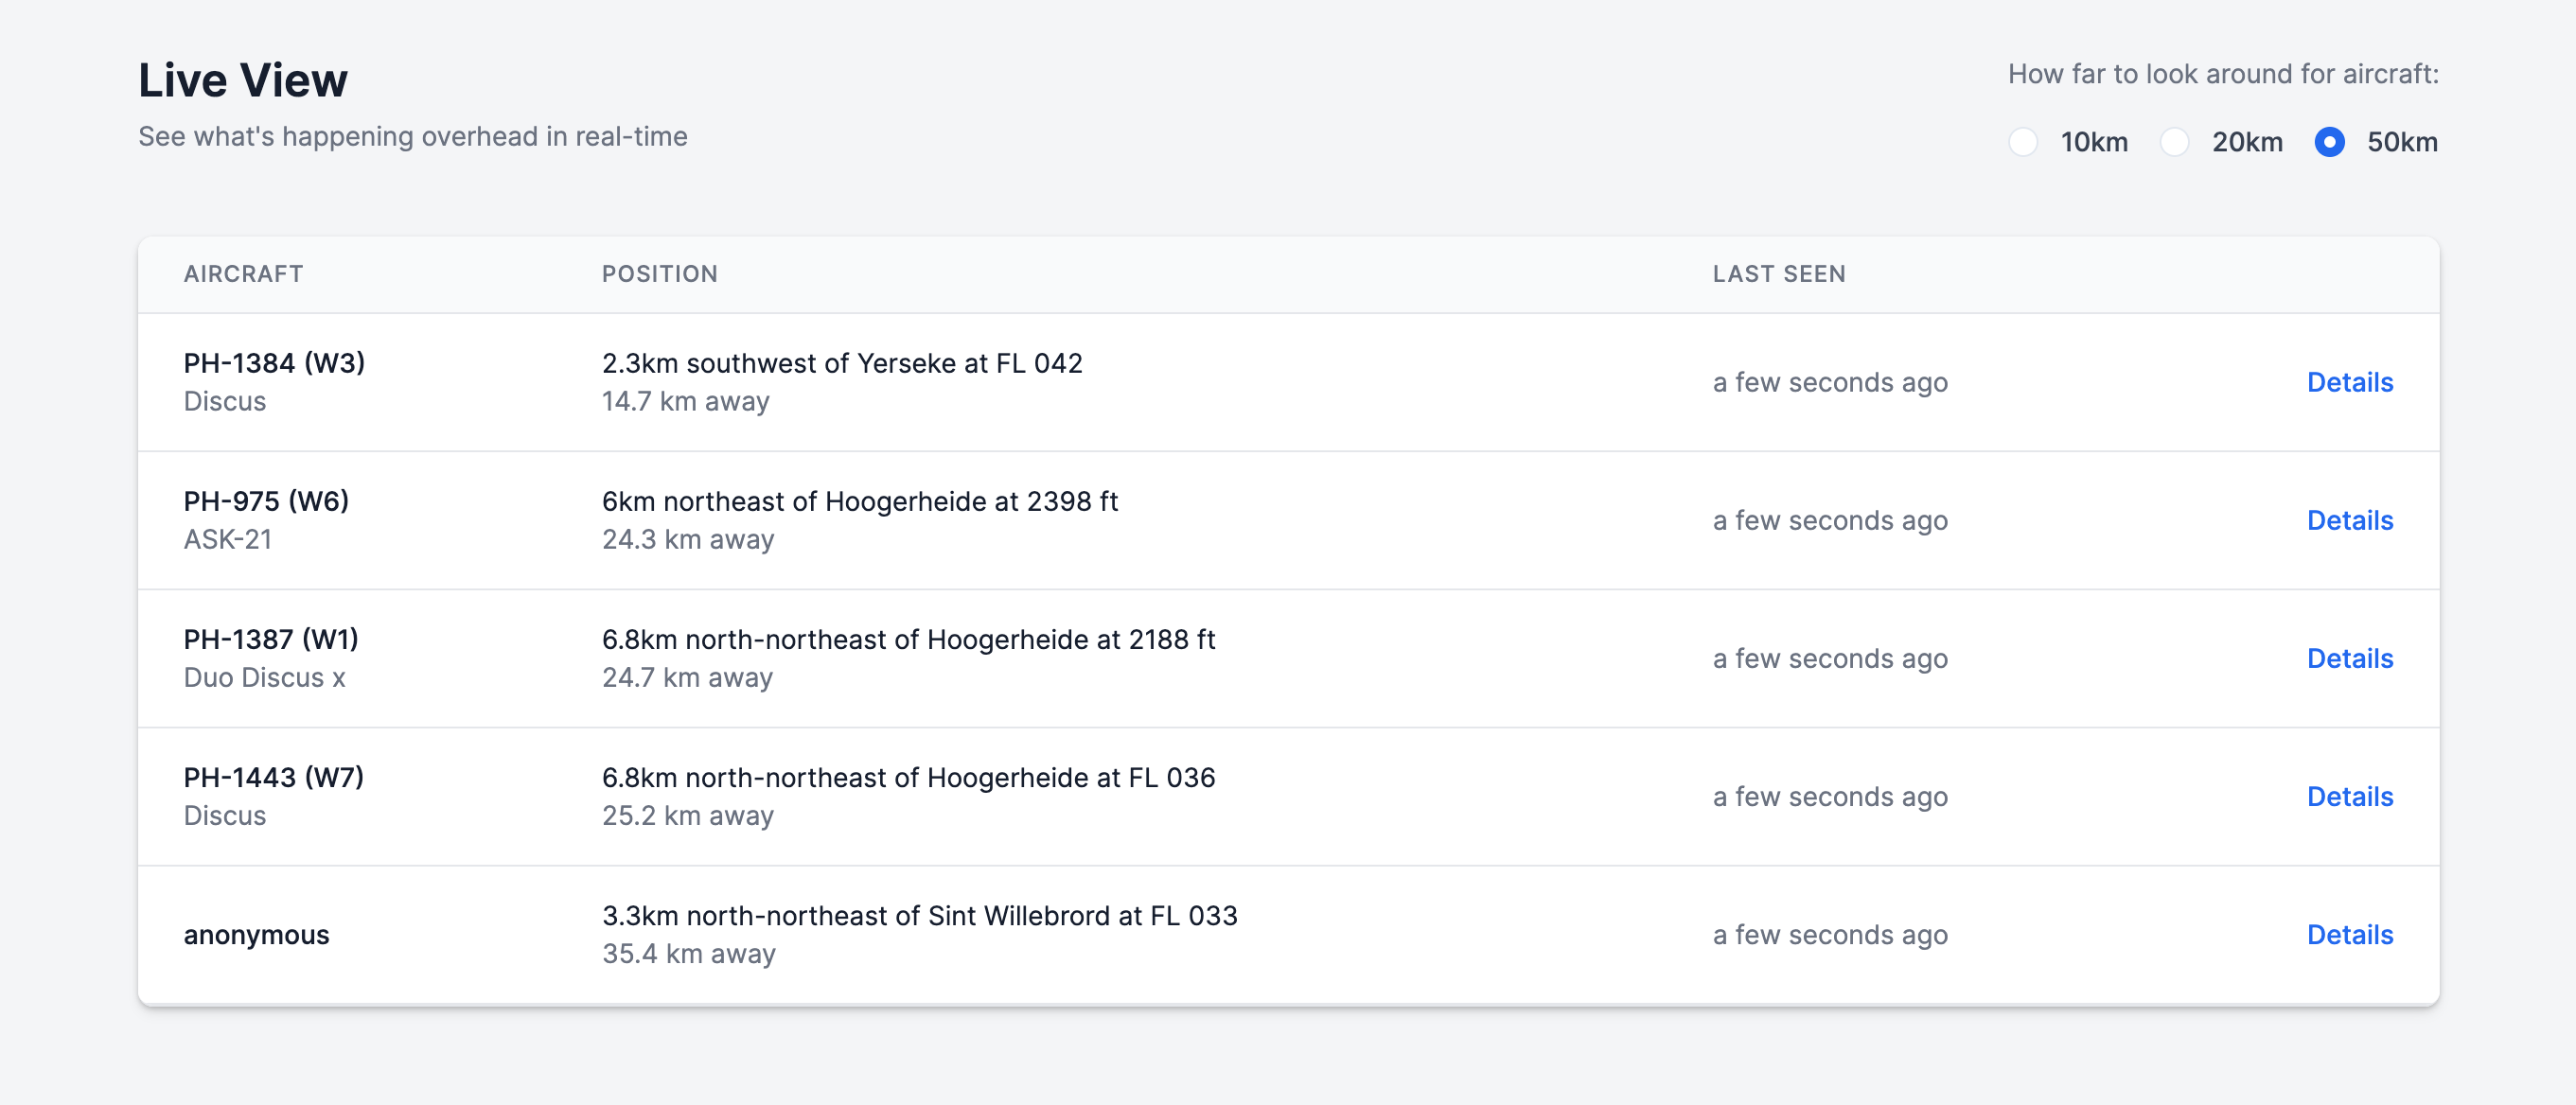 Live View
See what's happening overhead in real-time
How far to look around for aircraft:
10km 20km 50km
AIRCRAFT POSITION LAST SEEN
PH-1384 (W3)
Discus
2.3km southwest of Yerseke at FL 042
14.7 km away
a few seconds ago
Details
PH-975 (W6)
ASK-21
6km northeast of Hoogerheide at 2398 ft
24.3 km away
a few seconds ago
Details
PH-1387 (W1)
Duo Discus x
6.8km north-northeast of Hoogerheide at 2188 ft
24.7 km away
a few seconds ago
Details
PH-1443 (W7)
Discus
6.8km north-northeast of Hoogerheide at FL 036
25.2 km away
a few seconds ago
Details
anonymous
3.3km north-northeast of Sint Willebrord at FL 033
35.4 km away
a few seconds ago
Details